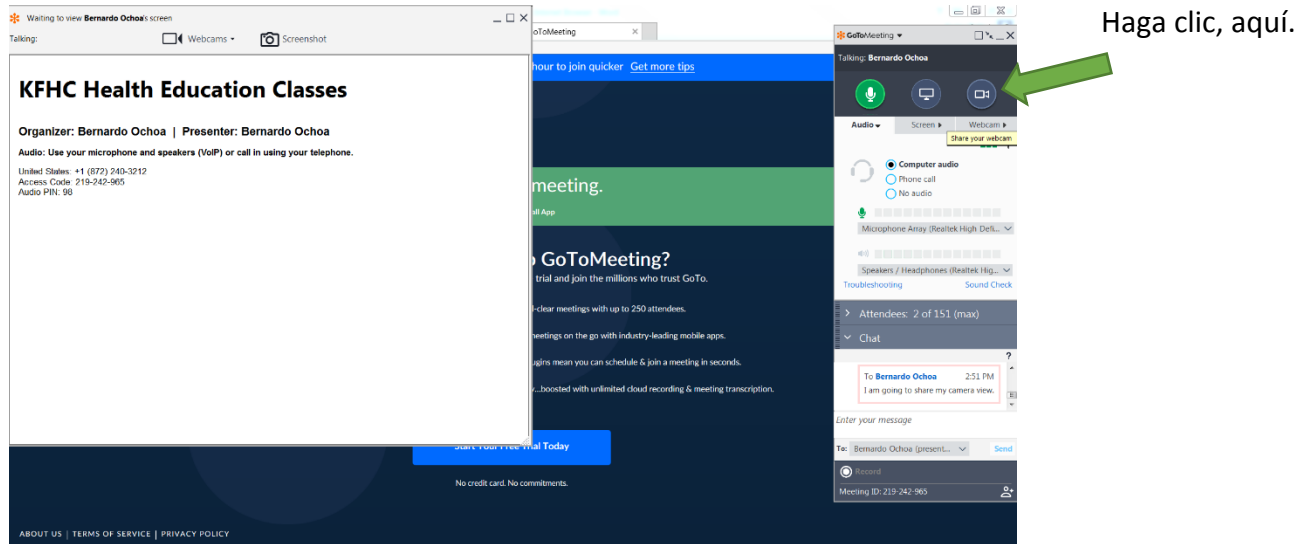 Haga clic, aquí.
Waiting to view Bernardo Ochoa's screen
Talking:
Webcams
Screenshot
KFHC Health Education Classes
Organizer: Bernardo Ochoa | Presenter: Bernardo Ochoa
Audio: Use your microphone and speakers (VoIP) or call in using your telephone.
United States: +1 (872) 240-3212
Access Code: 219-242-965
Audio PIN: 98
oToMeeting
hour to join quicker Get more tips
meeting.
all App
GoToMeeting?
trial and join the millions who trust GoTo.
l-clear meetings with up to 250 attendees.
meetings on the go with industry-leading mobile apps.
ugins mean you can schedule & join a meeting in seconds.
...boosted with unlimited cloud recording & meeting transcription.
Start Your Free Trial Today
No credit card. No commitments.
ABOUT US | TERMS OF SERVICE | PRIVACY POLICY
GoToMeeting
Talking: Bernardo Ochoa
Audio Screen Webcam
Share your webcam
Computer audio
Phone call
No audio
Microphone Array (Realtek High Defi...
Speakers / Headphones (Realtek Hig...
Troubleshooting Sound Check
Attendees: 2 of 151 (max)
Chat
?
To Bernardo Ochoa 2:51 PM
I am going to share my camera view.
Enter your message
To: Bernardo Ochoa (present... Send
Record
Meeting ID: 219-242-965